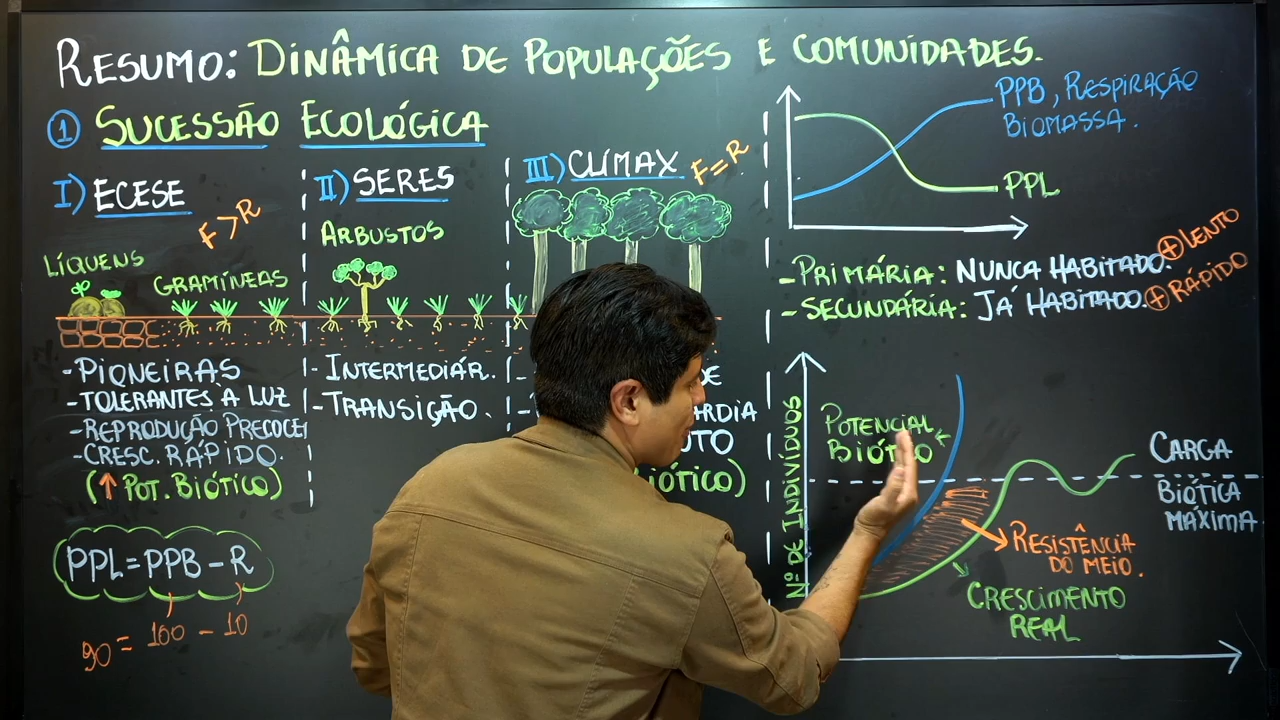 RESUMO: DINÂMICA DE POPULAÇÕES E COMUNIDADES.
1 SUCESSÃO ECOLÓGICA
I) ECESE
F > R
LÍQUENS
GRAMÍNEAS
- PIONEIRAS
- TOLERANTES À LUZ
- REPRODUÇÃO PRECOCE
- CRESC. RÁPIDO.
(↑ POT. BIÓTICO)
II) SERES
ARBUSTOS
- INTERMEDIÁR.
- TRANSIÇÃO.
III) CLÍMAX
F = R
BIÓTICO)
PPL = PPB - R
90 = 100 - 10
PPB, RESPIRAÇÃO
BIOMASSA.
PPL
- PRIMÁRIA: NUNCA HABITADO. + LENTO
- SECUNDÁRIA: JÁ HABITADO. + RÁPIDO
Nº DE INDIVÍDUOS
POTENCIAL
BIÓTICO
CARGA
BIÓTICA
MÁXIMA
RESISTÊNCIA
DO MEIO.
CRESCIMENTO
REAL